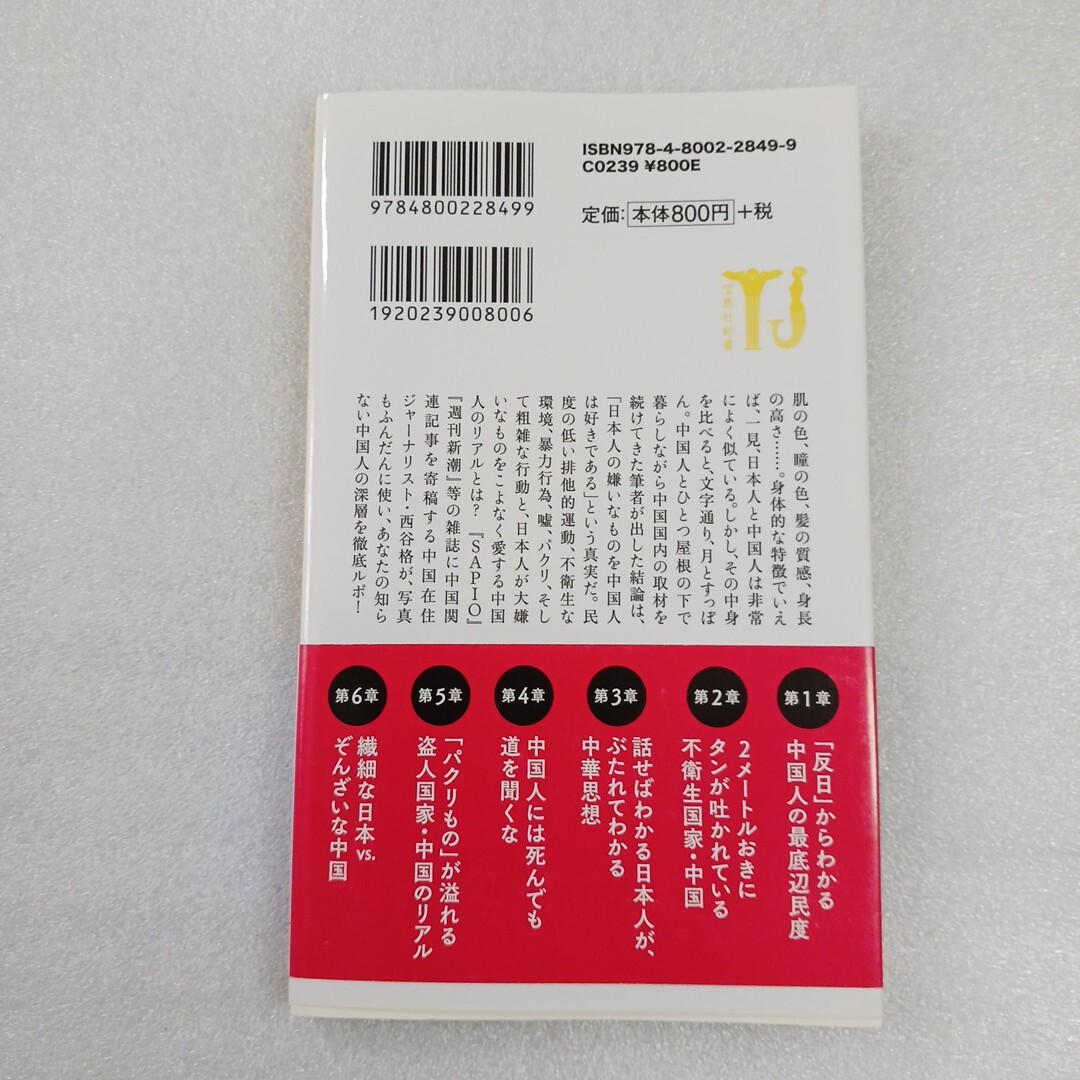 ISBN978-4-8002-2849-9
C0239 ¥800E
9784800228499
定価:本体800円+税
1920239008006
TJ
宝島社新書
肌の色、瞳の色、髪の質感、身長
の高さ……。身体的な特徴でいえ
ば、一見、日本人と中国人は非常
によく似ている。しかし、その中身
を比べると、文字通り、月とすっぽ
ん。中国人とひとつ屋根の下で
暮らしながら中国国内の取材を
続けてきた筆者が出した結論は、
「日本人の嫌いなものを中国人
は好きである」という真実だ。民
度の低い排他的運動、不衛生な
環境、暴力行為、嘘、パクリ、そし
て粗雑な行動と、日本人が大嫌
いなものをこよなく愛する中国
人のリアルとは? 『SAPIO』
『週刊新潮』等の雑誌に中国関
連記事を寄稿する中国在住
ジャーナリスト・西谷格が、写真
もふんだんに使い、あなたの知ら
ない中国人の深層を徹底ルポ!
第1章
「反日」からわかる
中国人の最底辺民度
第2章
2メートルおきに
タンが吐かれている
不衛生国家・中国
第3章
話せばわかる日本人が、
ぶたれてわかる
中華思想
第4章
中国人には死んでも
道を聞くな
第5章
「パクリもの」が溢れる
盗人国家・中国のリアル
第6章
繊細な日本vs.
ぞんざいな中国